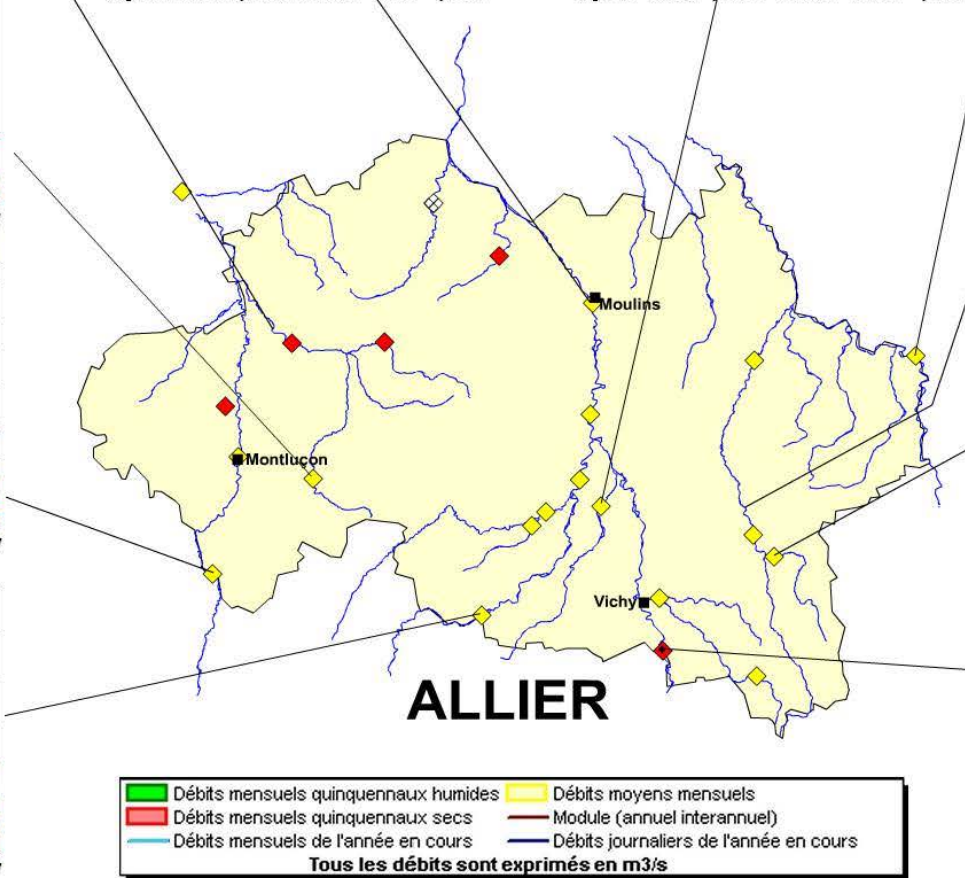 Moulins
Montluçon
Vichy
ALLIER
Débits mensuels quinquennaux humides
Débits moyens mensuels
Débits mensuels quinquennaux secs
Module (annuel interannuel)
Débits mensuels de l'année en cours
Débits journaliers de l'année en cours
Tous les débits sont exprimés en m3/s